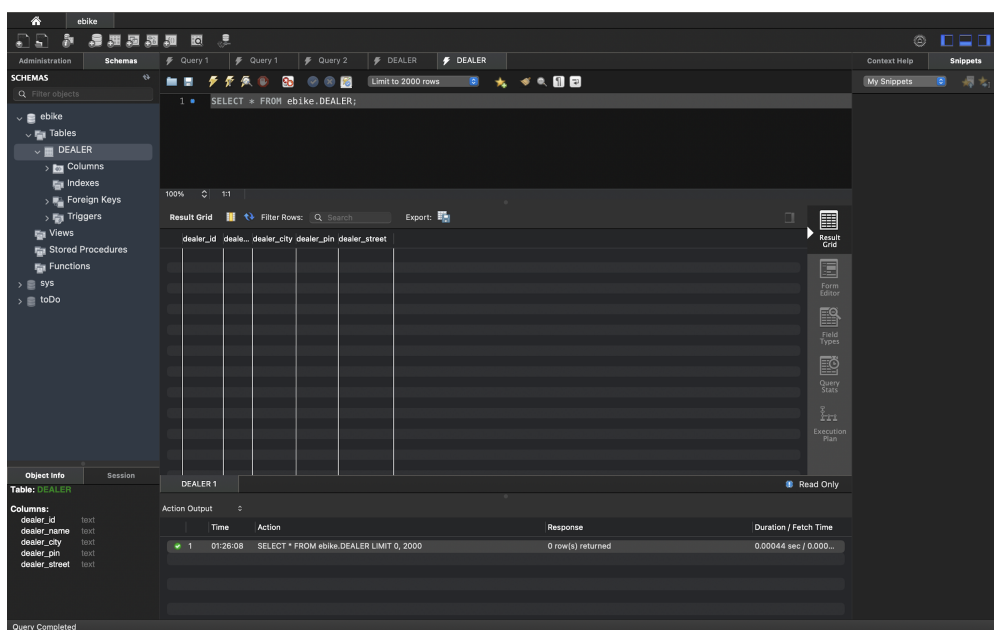 ebike
Administration
Schemas
Query 1
Query 1
Query 2
DEALER
DEALER
Context Help
Snippets
SCHEMAS
Filter objects
Limit to 2000 rows
My Snippets
1
SELECT * FROM ebike.DEALER;
ebike
Tables
DEALER
Columns
Indexes
Foreign Keys
Triggers
Views
Stored Procedures
Functions
sys
toDo
100%
1:1
Result Grid
Filter Rows:
Search
Export:
dealer_id
deale...
dealer_city
dealer_pin
dealer_street
Result
Grid
Form
Editor
Field
Types
Query
Stats
Execution
Plan
Object Info
Session
DEALER 1
Read Only
Table: DEALER
Columns:
dealer_id text
dealer_name text
dealer_city text
dealer_pin text
dealer_street text
Action Output
Time
Action
Response
Duration / Fetch Time
1
01:26:08
SELECT * FROM ebike.DEALER LIMIT 0, 2000
0 row(s) returned
0.00044 sec / 0.000...
Query Completed